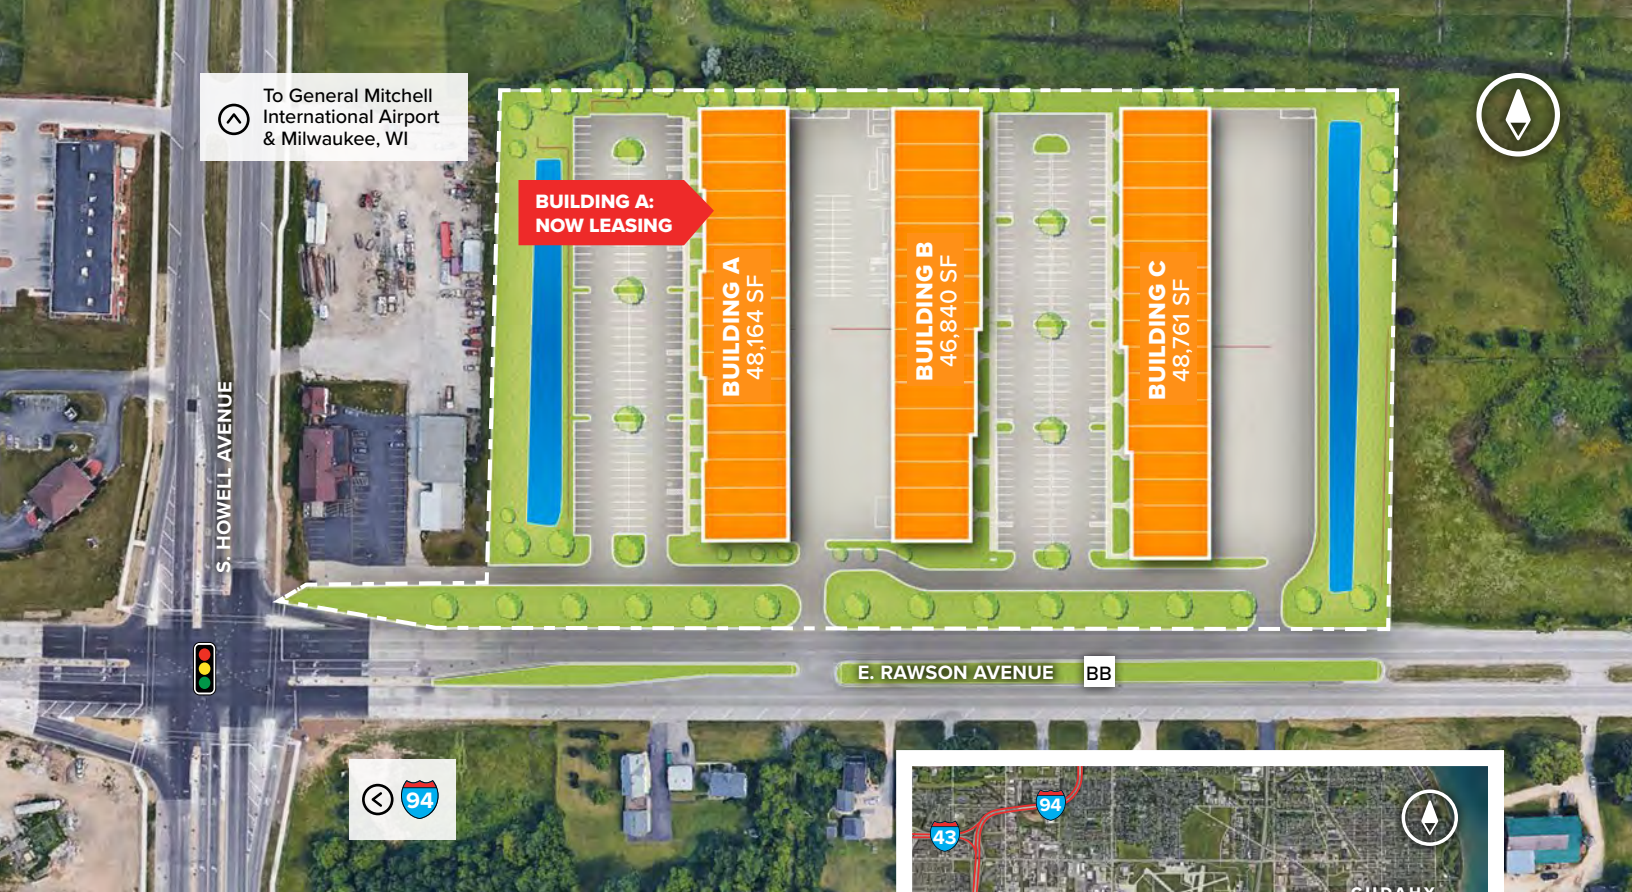 To General Mitchell
International Airport
& Milwaukee, WI
BUILDING A:
NOW LEASING
BUILDING A
48,164 SF
BUILDING B
46,840 SF
BUILDING C
48,761 SF
S. HOWELL AVENUE
E. RAWSON AVENUE BB
94
94
43
CUDAHY